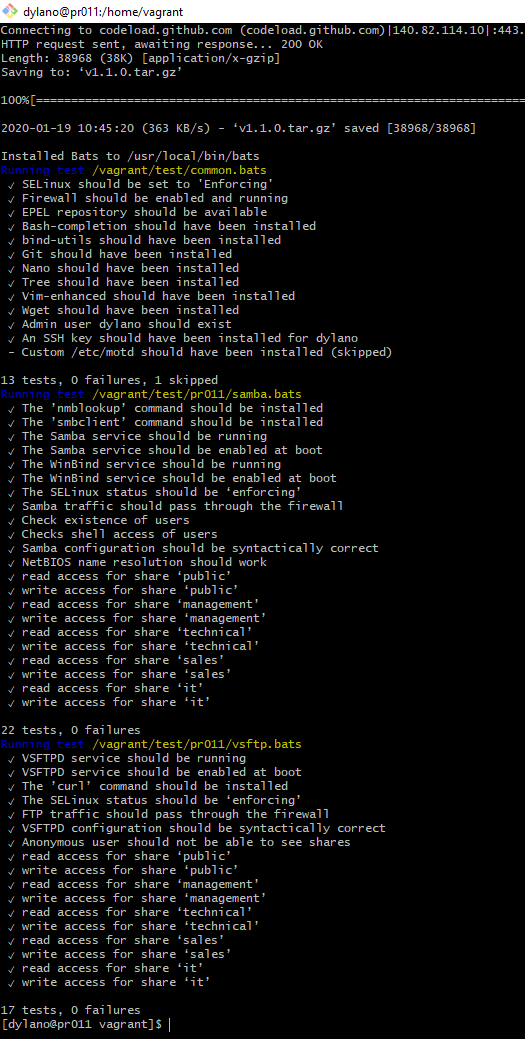 dylano@pr011:/home/vagrant
Connecting to codeload.github.com (codeload.github.com)|140.82.114.10|:443.
HTTP request sent, awaiting response... 200 OK
Length: 38968 (38K) [application/x-gzip]
Saving to: ‘v1.1.0.tar.gz’
100%[======================================================================
2020-01-19 10:45:20 (363 KB/s) - ‘v1.1.0.tar.gz’ saved [38968/38968]
Installed Bats to /usr/local/bin/bats
Running test /vagrant/test/common.bats
✓ SELinux should be set to 'Enforcing'
✓ Firewall should be enabled and running
✓ EPEL repository should be available
✓ Bash-completion should have been installed
✓ bind-utils should have been installed
✓ Git should have been installed
✓ Nano should have been installed
✓ Tree should have been installed
✓ Vim-enhanced should have been installed
✓ Wget should have been installed
✓ Admin user dylano should exist
✓ An SSH key should have been installed for dylano
- Custom /etc/motd should have been installed (skipped)
13 tests, 0 failures, 1 skipped
Running test /vagrant/test/pr011/samba.bats
✓ The 'nmblookup' command should be installed
✓ The 'smbclient' command should be installed
✓ The Samba service should be running
✓ The Samba service should be enabled at boot
✓ The WinBind service should be running
✓ The WinBind service should be enabled at boot
✓ The SELinux status should be ‘enforcing’
✓ Samba traffic should pass through the firewall
✓ Check existence of users
✓ Checks shell access of users
✓ Samba configuration should be syntactically correct
✓ NetBIOS name resolution should work
✓ read access for share ‘public’
✓ write access for share ‘public’
✓ read access for share ‘management’
✓ write access for share ‘management’
✓ read access for share ‘technical’
✓ write access for share ‘technical’
✓ read access for share ‘sales’
✓ write access for share ‘sales’
✓ read access for share ‘it’
✓ write access for share ‘it’
22 tests, 0 failures
Running test /vagrant/test/pr011/vsftp.bats
✓ VSFTPD service should be running
✓ VSFTPD service should be enabled at boot
✓ The 'curl' command should be installed
✓ The SELinux status should be ‘enforcing’
✓ FTP traffic should pass through the firewall
✓ VSFTPD configuration should be syntactically correct
✓ Anonymous user should not be able to see shares
✓ read access for share ‘public’
✓ write access for share ‘public’
✓ read access for share ‘management’
✓ write access for share ‘management’
✓ read access for share ‘technical’
✓ write access for share ‘technical’
✓ read access for share ‘sales’
✓ write access for share ‘sales’
✓ read access for share ‘it’
✓ write access for share ‘it’
17 tests, 0 failures
[dylano@pr011 vagrant]$